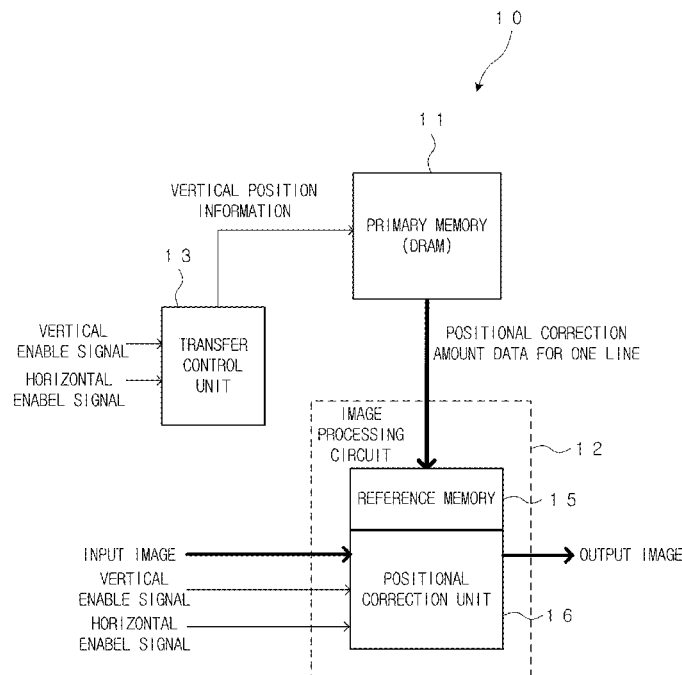 10
11
VERTICAL POSITION
INFORMATION
PRIMARY MEMORY
(DRAM)
13
VERTICAL
ENABLE SIGNAL
HORIZONTAL
ENABEL SIGNAL
TRANSFER
CONTROL
UNIT
POSITIONAL CORRECTION
AMOUNT DATA FOR ONE LINE
IMAGE
PROCESSING
CIRCUIT
12
REFERENCE MEMORY
15
INPUT IMAGE
OUTPUT IMAGE
VERTICAL
ENABLE SIGNAL
HORIZONTAL
ENABEL SIGNAL
POSITIONAL
CORRECTION UNIT
16